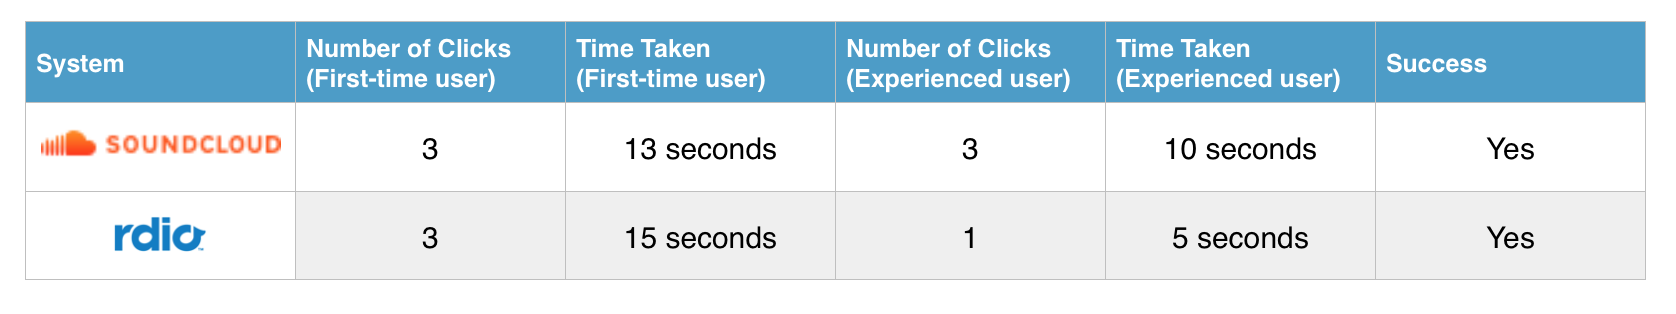 System
Number of Clicks
(First-time user)
Time Taken
(First-time user)
Number of Clicks
(Experienced user)
Time Taken
(Experienced user)
Success
SOUNDCLOUD
3
13 seconds
3
10 seconds
Yes
rdio
3
15 seconds
1
5 seconds
Yes